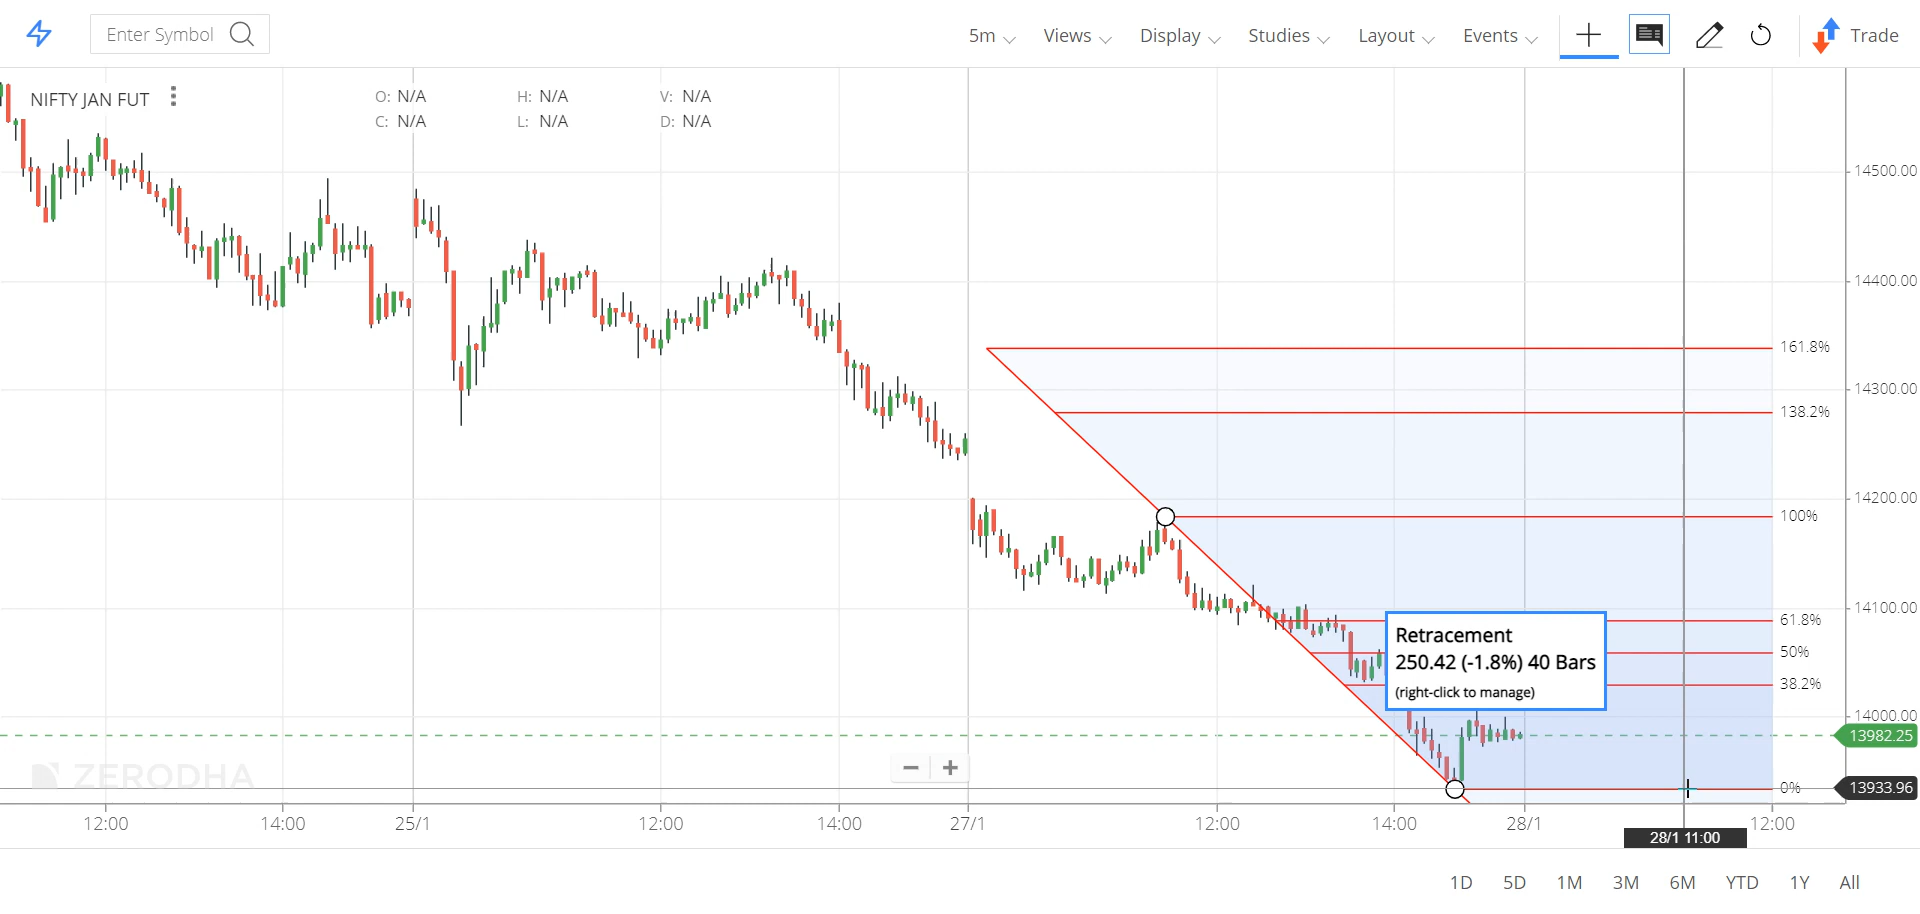 Enter Symbol
5m Views Display Studies Layout Events Trade
NIFTY JAN FUT
O: N/A H: N/A V: N/A
C: N/A L: N/A D: N/A
14500.00
14400.00
161.8%
14300.00
138.2%
14200.00
100%
14100.00
61.8%
Retracement
50%
250.42 (-1.8%) 40 Bars
38.2%
(right-click to manage)
14000.00
13982.25
ZERODHA
0%
13933.96
12:00 14:00 25/1 12:00 14:00 27/1 12:00 14:00 28/1 12:00
28/1 11:00
1D 5D 1M 3M 6M YTD 1Y All